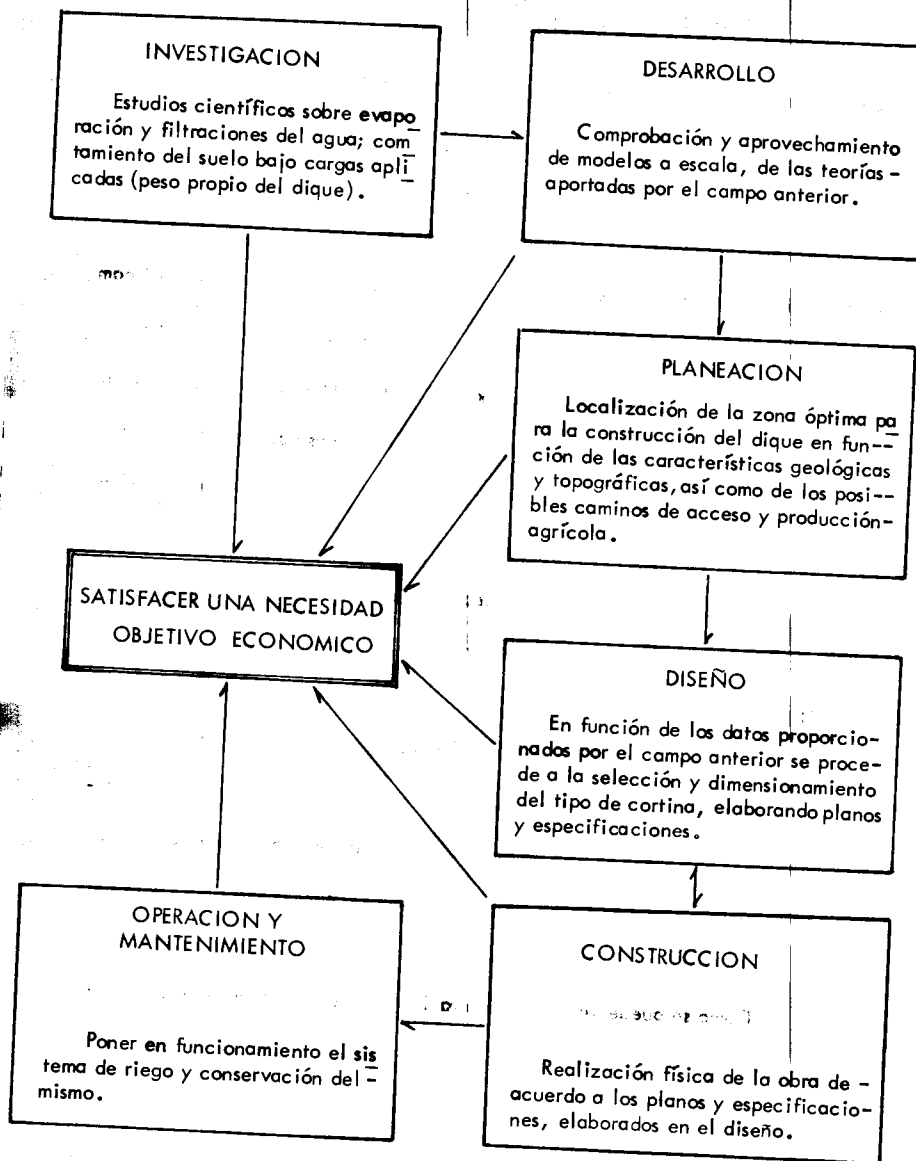 INVESTIGACION
Estudios científicos sobre evapo
ración y filtraciones del agua; com
tamiento del suelo bajo cargas apli
cadas (peso propio del dique).
DESARROLLO
Comprobación y aprovechamiento
de modelos a escala, de las teorías -
aportadas por el campo anterior.
PLANEACION
Localización de la zona óptima pa
ra la construcción del dique en fun--
ción de las características geológicas
y topográficas, así como de los posi--
bles caminos de acceso y producción-
agrícola.
SATISFACER UNA NECESIDAD
OBJETIVO ECONOMICO
DISEÑO
En función de los datos proporcio-
nados por el campo anterior se proce-
de a la selección y dimensionamiento
del tipo de cortina, elaborando planos
y especificaciones.
OPERACION Y
MANTENIMIENTO
Poner en funcionamiento el sis
tema de riego y conservación del -
mismo.
CONSTRUCCION
Realización física de la obra de -
acuerdo a los planos y especificacio-
nes, elaborados en el diseño.